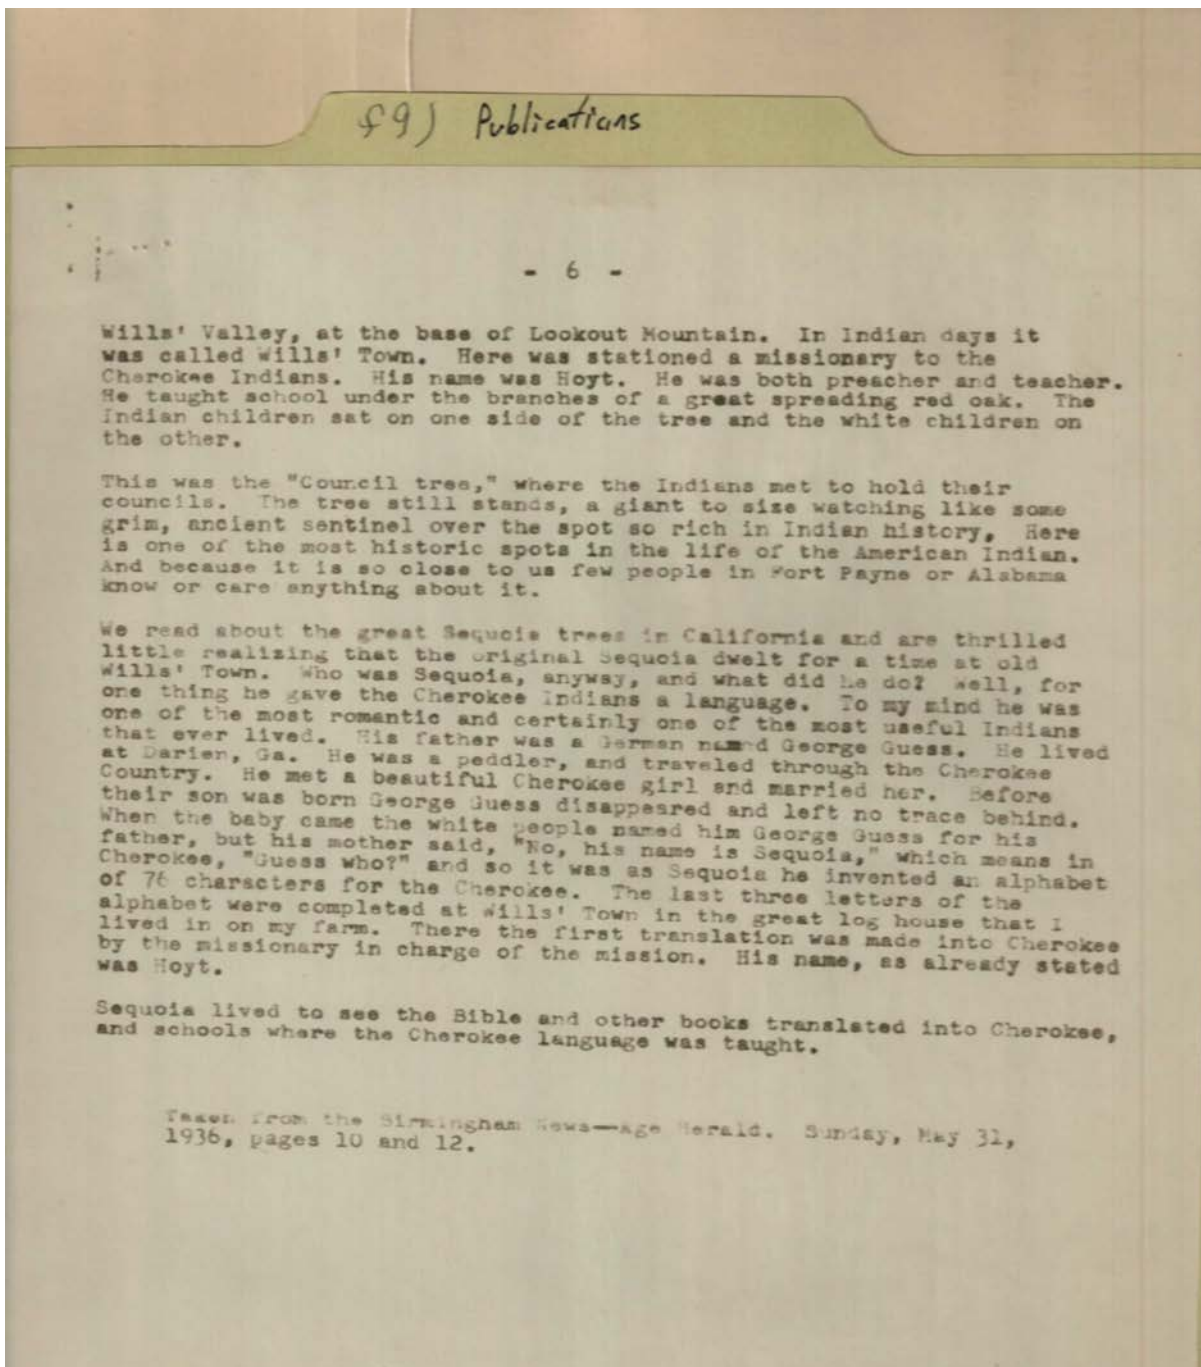 f9) Publications
- 6 -
Wills' Valley, at the base of Lookout Mountain. In Indian days it
was called Wills' Town. Here was stationed a missionary to the
Cherokee Indians. His name was Hoyt. He was both preacher and teacher.
He taught school under the branches of a great spreading red oak. The
Indian children sat on one side of the tree and the white children on
the other.
This was the "Council tree," where the Indians met to hold their
councils. The tree still stands, a giant to size watching like some
grim, ancient sentinel over the spot so rich in Indian history, Here
is one of the most historic spots in the life of the American Indian.
And because it is so close to us few people in Fort Payne or Alabama
know or care anything about it.
We read about the great Sequoia trees in California and are thrilled
little realizing that the original Sequoia dwelt for a time at old
Wills' Town. Who was Sequoia, anyway, and what did he do? Well, for
one thing he gave the Cherokee Indians a language. To my mind he was
one of the most romantic and certainly one of the most useful Indians
that ever lived. His father was a German named George Guess. He lived
at Darien, Ga. He was a peddler, and traveled through the Cherokee
Country. He met a beautiful Cherokee girl and married her. Before
their son was born George Guess disappeared and left no trace behind.
When the baby came the white people named him George Guess for his
father, but his mother said, "No, his name is Sequoia," which means in
Cherokee, "Guess who?" and so it was as Sequoia he invented an alphabet
of 76 characters for the Cherokee. The last three letters of the
alphabet were completed at Wills' Town in the great log house that I
lived in on my farm. There the first translation was made into Cherokee
by the missionary in charge of the mission. His name, as already stated
was Hoyt.
Sequoia lived to see the Bible and other books translated into Cherokee,
and schools where the Cherokee language was taught.
Taken from the Birmingham News—Age Herald. Sunday, May 31,
1936, pages 10 and 12.